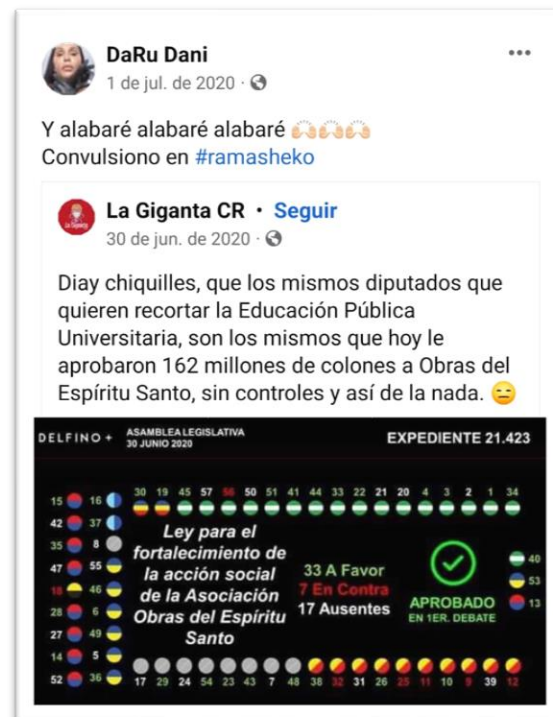 DaRu Dani
1 de jul. de 2020 ·
Y alabaré alabaré alabaré 🙌🏻🙌🏻🙌🏻
Convulsiono en #ramasheko
La Giganta CR · Seguir
30 de jun. de 2020 ·
Diay chiquilles, que los mismos diputados que
quieren recortar la Educación Pública
Universitaria, son los mismos que hoy le
aprobaron 162 millones de colones a Obras del
Espíritu Santo, sin controles y así de la nada. 😑
DELFINO +
ASAMBLEA LEGISLATIVA
30 JUNIO 2020
EXPEDIENTE 21.423
30 19 45 57 56 50 51 41 44 33 22 21 20 4 3 2 1 34
15 16
42 37
35 8
47 55
18 46
28 6
27 49
14 5
52 36
Ley para el
fortalecimiento de
la acción social
de la Asociación
Obras del Espíritu
Santo
33 A Favor
7 En Contra
17 Ausentes
APROBADO
EN 1ER. DEBATE
40
53
13
17 29 24 54 23 43 7 48 38 32 31 26 25 11 10 9 39 12